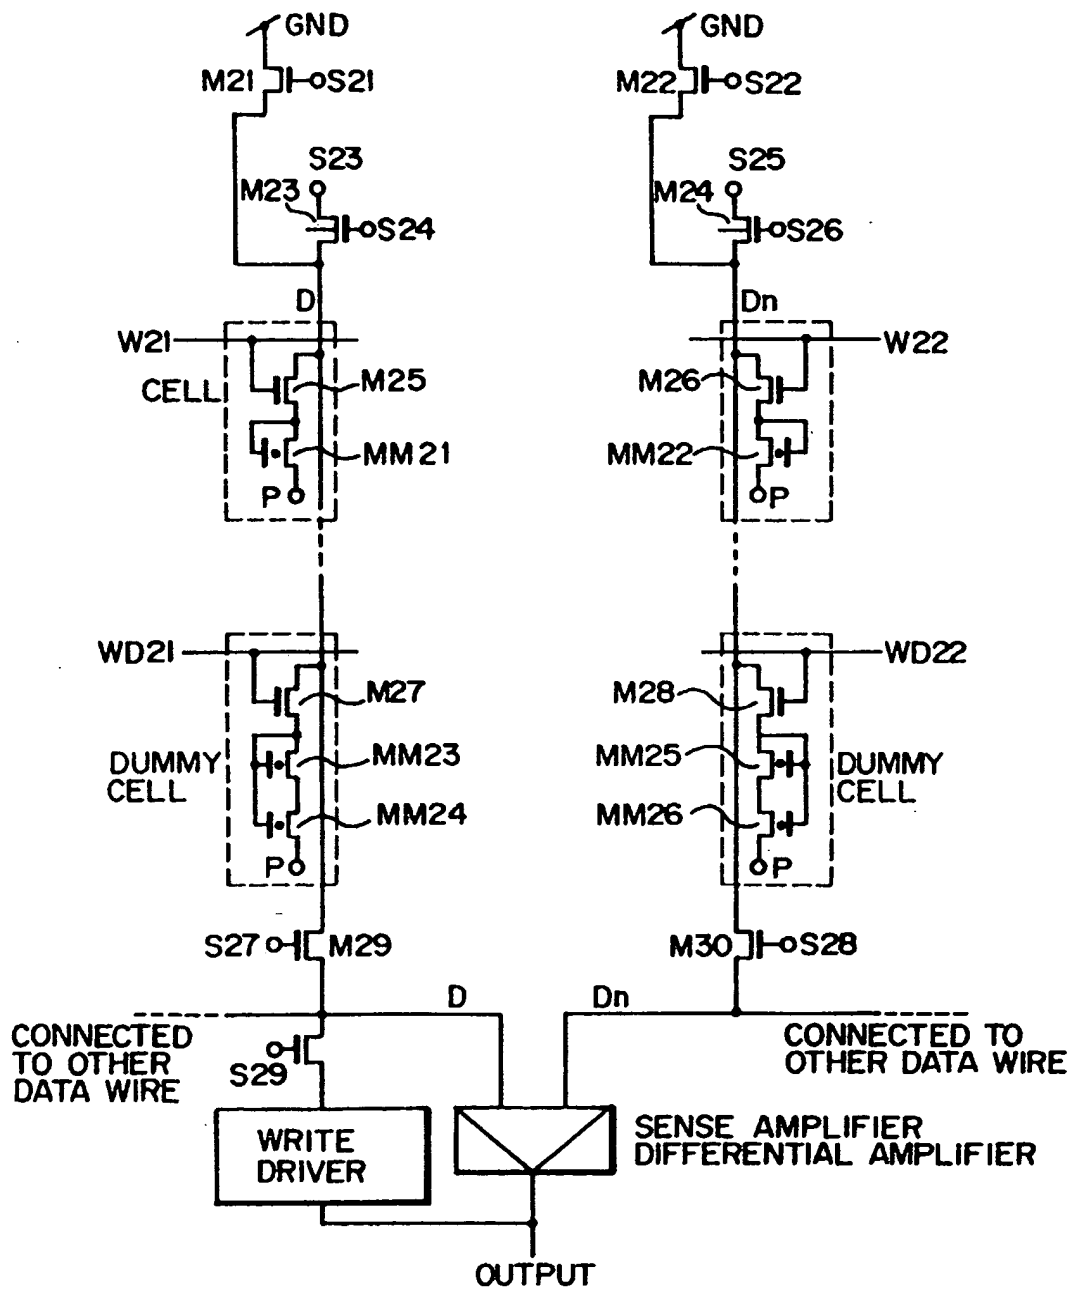 GND
GND
M21
S21
M22
S22
S23
S25
M23
S24
M24
S26
D
Dn
W21
W22
CELL
M25
M26
MM21
MM22
P
P
WD21
WD22
M27
M28
DUMMY
CELL
MM23
MM25
DUMMY
CELL
MM24
MM26
P
P
S27
M29
M30
S28
D
Dn
CONNECTED
TO OTHER
DATA WIRE
CONNECTED TO
OTHER DATA WIRE
S29
WRITE
DRIVER
SENSE AMPLIFIER
DIFFERENTIAL AMPLIFIER
OUTPUT